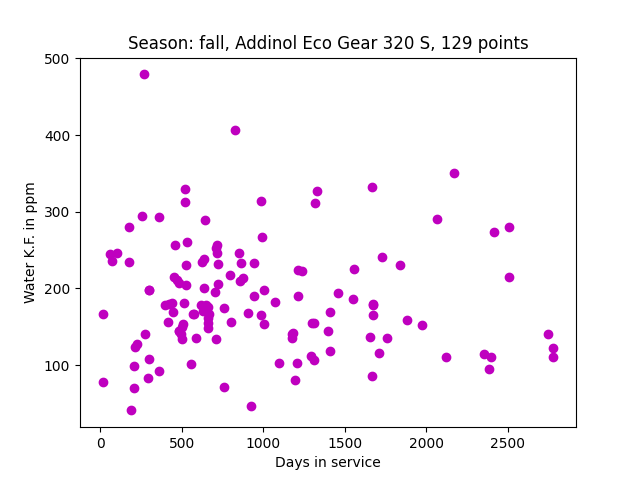 Season: fall, Addinol Eco Gear 320 S, 129 points
500
400
300
200
100
Water K.F. in ppm
0 500 1000 1500 2000 2500
Days in service